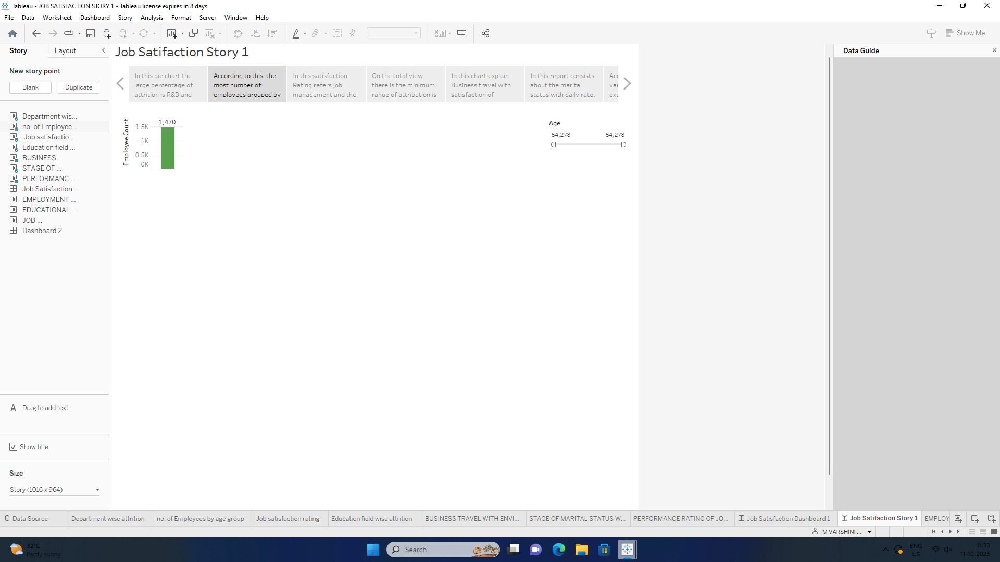 Tableau - JOB SATISFACTION STORY 1 - Tableau license expires in 8 days
File Data Worksheet Dashboard Story Analysis Format Server Window Help
Show Me
Story Layout
Job Satifaction Story 1
Data Guide
New story point
Blank Duplicate
In this pie chart the
large percentage of
attrition is R&D and
According to this the
most number of
employees grouped by
In this satisfaction
Rating refers job
management and the
On the total view
there is the minimum
range of attribution is
In this chart explain
Business travel with
satisfaction of
In this report consists
about the marital
status with daily rate.
Department wis...
no. of Employee...
Job satisfactio...
Education field ...
BUSINESS ...
STAGE OF ...
PERFORMANC...
Job Satisfaction...
EMPLOYMENT ...
EDUCATIONAL ...
JOB ...
Dashboard 2
Employee Count
1,470
1.5K
1K
0.5K
0K
Age
54,278 54,278
A Drag to add text
Show title
Size
Story (1016 x 964)
Data Source Department wise attrition no. of Employees by age group Job satisfaction rating Education field wise attrition BUSINESS TRAVEL WITH ENVI... STAGE OF MARITAL STATUS W... PERFORMANCE RATING OF JO... Job Satisfaction Dashboard 1 Job Satifaction Story 1 EMPLOY
M VARSHINI ...
32°C
Partly sunny
Search
ENG
US
11:33
11-10-2023